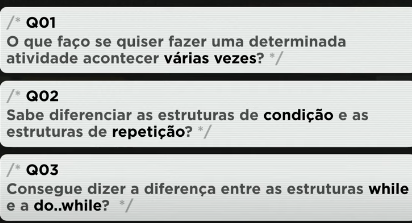 /* Q01
O que faço se quiser fazer uma determinada
atividade acontecer várias vezes? */
/* Q02
Sabe diferenciar as estruturas de condição e as
estruturas de repetição? */
/* Q03
Consegue dizer a diferença entre as estruturas while
e a do..while? */